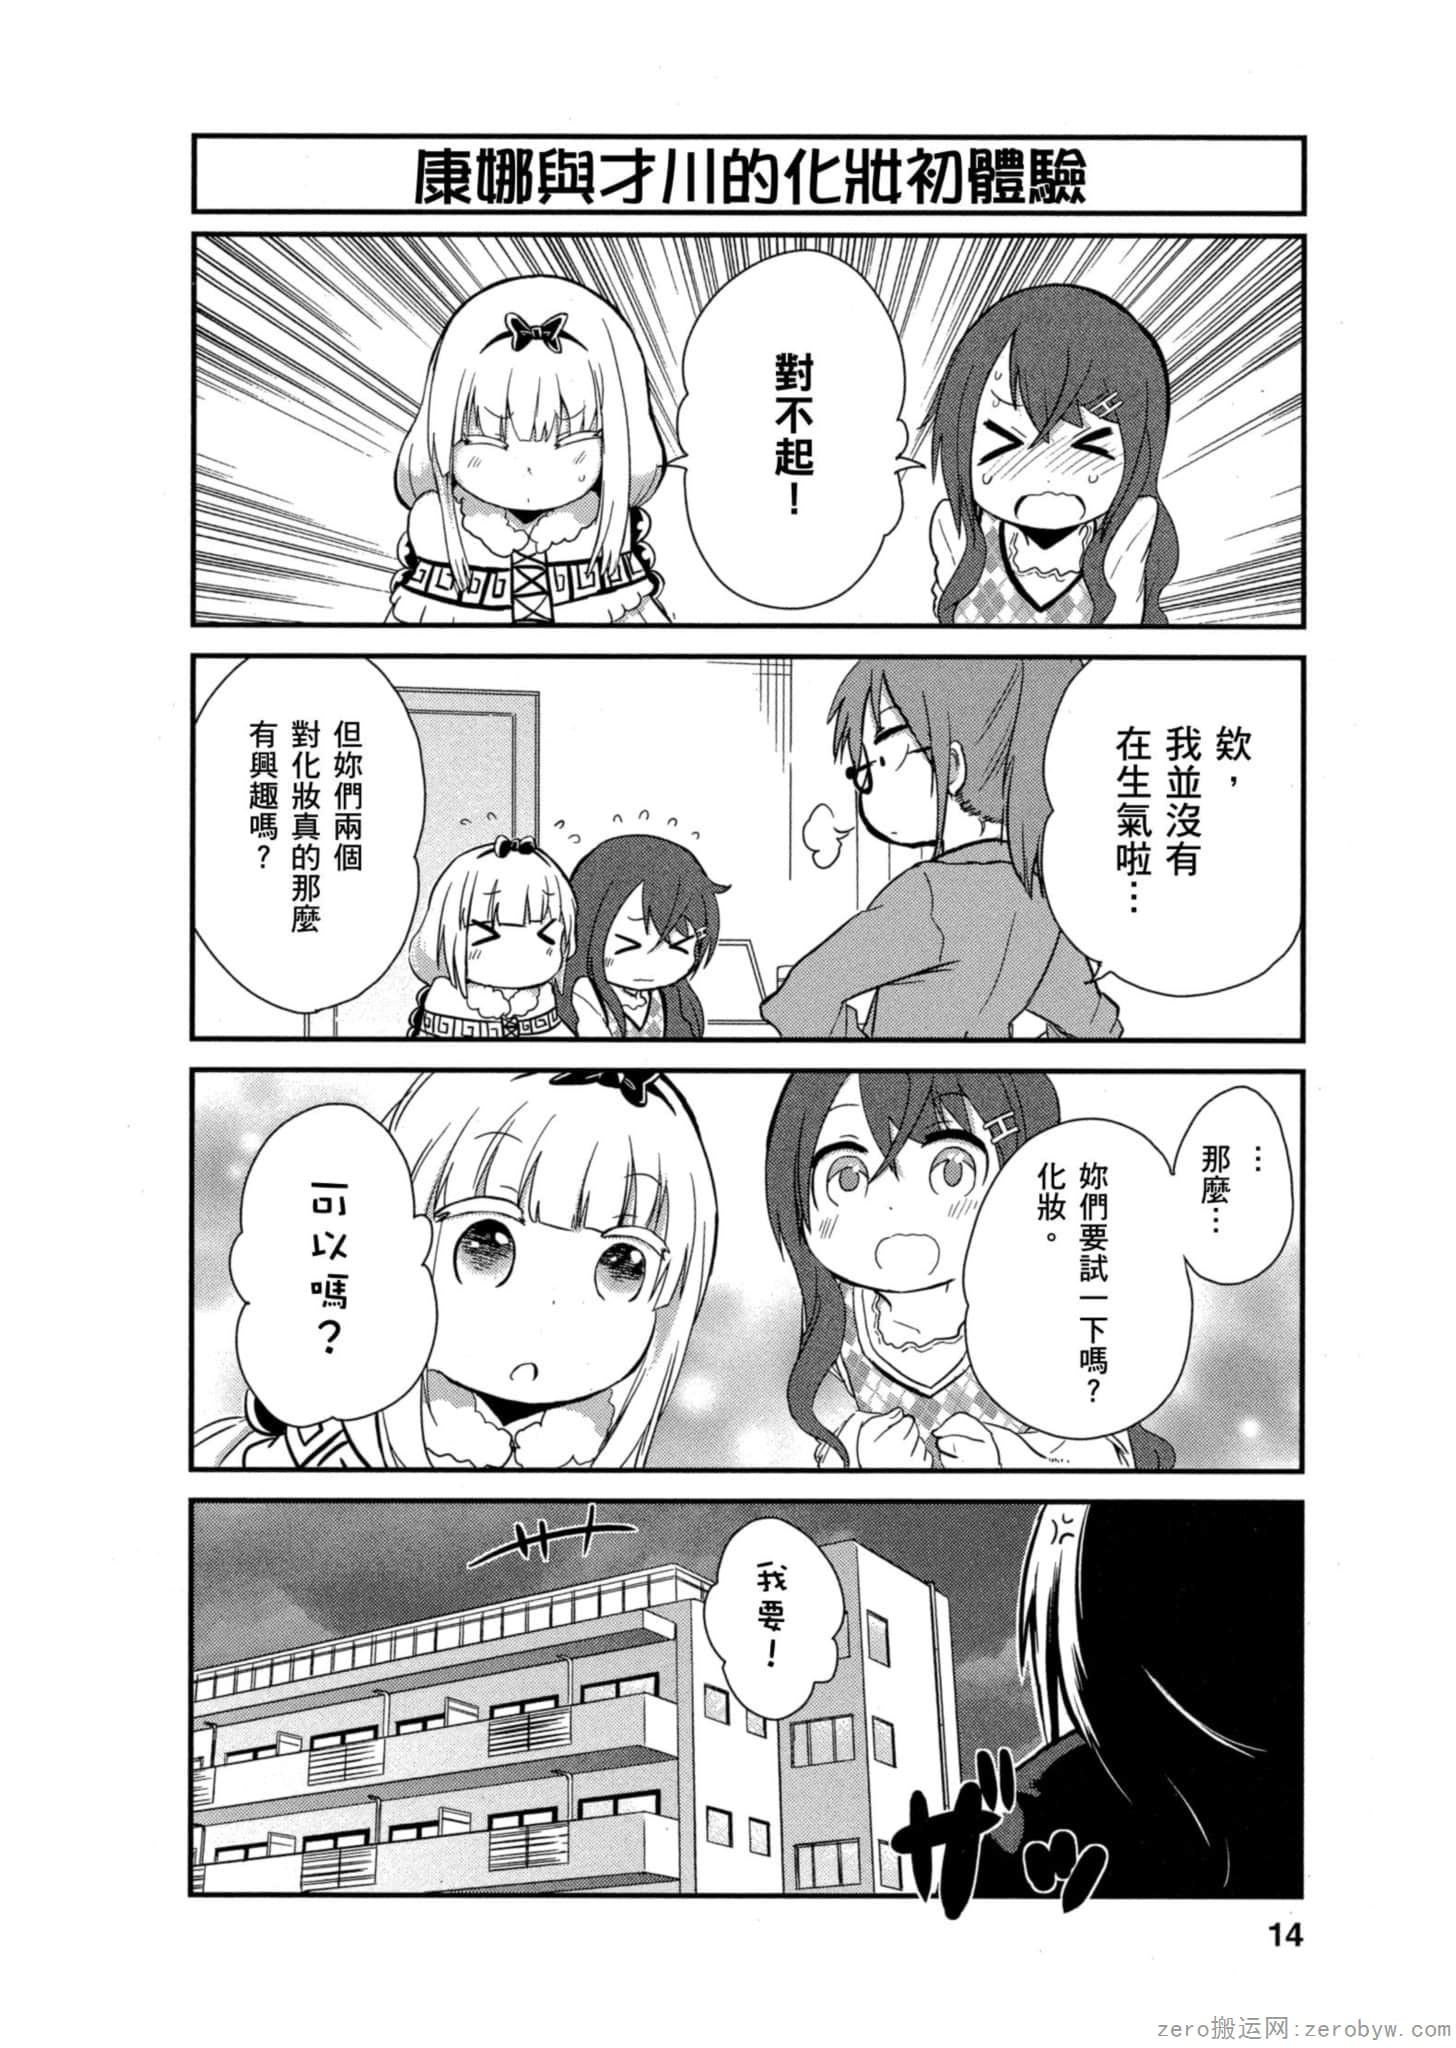 康娜與才川的化妝初體驗
對不起！
欸，
我並沒有
在生氣啦…
但妳們兩個
對化妝真的那麼
有興趣嗎？
…
那麼…
妳們要試一下嗎？
化妝。
可以嗎？
我要！
ザッ
14
zero搬运网:zerobyw.com